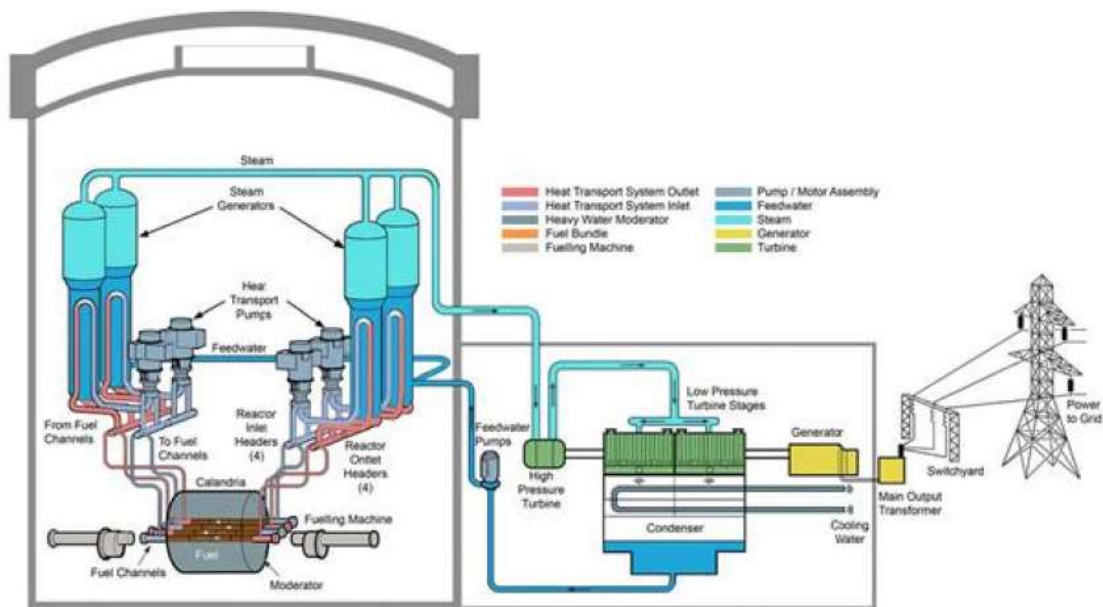 Steam
Steam
Generators
Heat Transport System Outlet
Heat Transport System Inlet
Heavy Water Moderator
Fuel Bundle
Fuelling Machine
Pump / Motor Assembly
Feedwater
Steam
Generator
Turbine
Hea:
Transport
Pumps
Feedwater
From Fuel
Channels
To Fuel
Channels
Reactor
Inlet
Headers
(4)
Reactor
Ontlet
Headers
(4)
Calandria
Fuelling Machine
Fuel
Fuel Channels
Moderator
Feedwater
Pumps
High
Pressure
Turbine
Low Pressure
Turbine Stages
Condenser
Cooling
Water
Generator
Main Output
Transformer
Switchyard
Power
to Grid